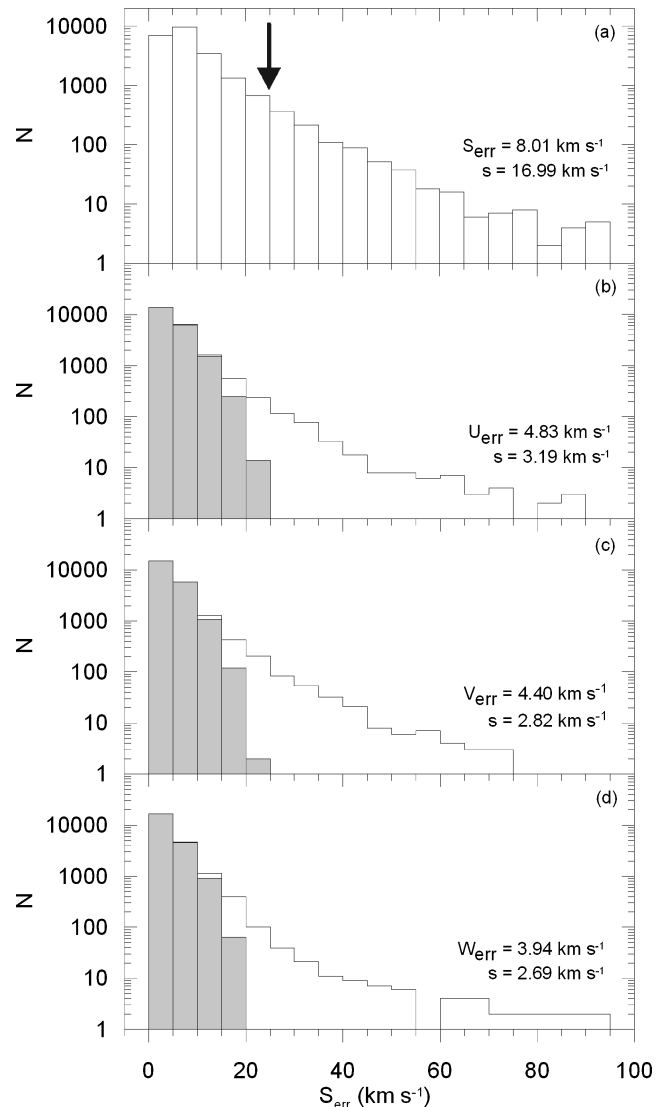 10000
1000
100
10
1
N
(a)
Serr = 8.01 km s-1
s = 16.99 km s-1
10000
1000
100
10
1
N
(b)
Uerr = 4.83 km s-1
s = 3.19 km s-1
10000
1000
100
10
1
N
(c)
Verr = 4.40 km s-1
s = 2.82 km s-1
10000
1000
100
10
1
N
(d)
Werr = 3.94 km s-1
s = 2.69 km s-1
0 20 40 60 80 100
Serr (km s-1)